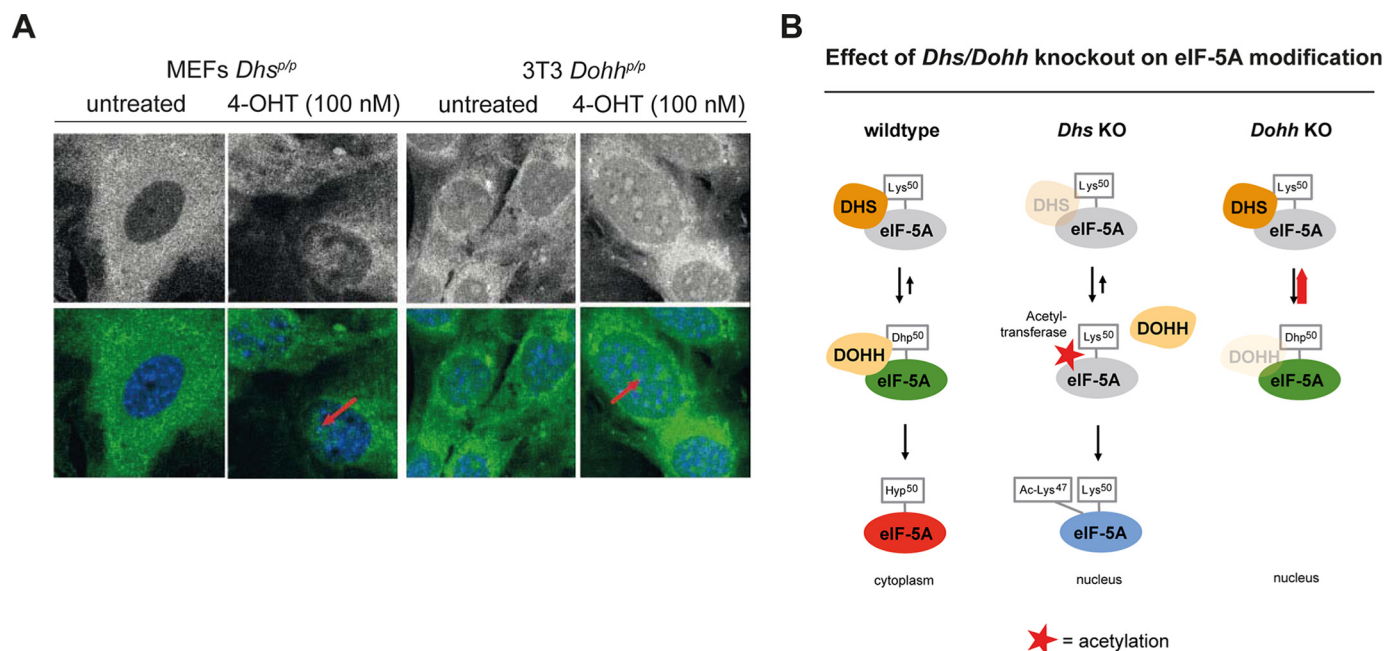 A
MEFs Dhsp/p
3T3 Dohhp/p
untreated
4-OHT (100 nM)
untreated
4-OHT (100 nM)
B
Effect of Dhs/Dohh knockout on eIF-5A modification
wildtype
Dhs KO
Dohh KO
Lys50
DHS
eIF-5A
Lys50
DHS
eIF-5A
Lys50
DHS
eIF-5A
Dhp50
DOHH
eIF-5A
Acetyl-
transferase
Lys50
DOHH
eIF-5A
Dhp50
DOHH
eIF-5A
Hyp50
eIF-5A
Ac-Lys47
Lys50
eIF-5A
cytoplasm
nucleus
nucleus
= acetylation